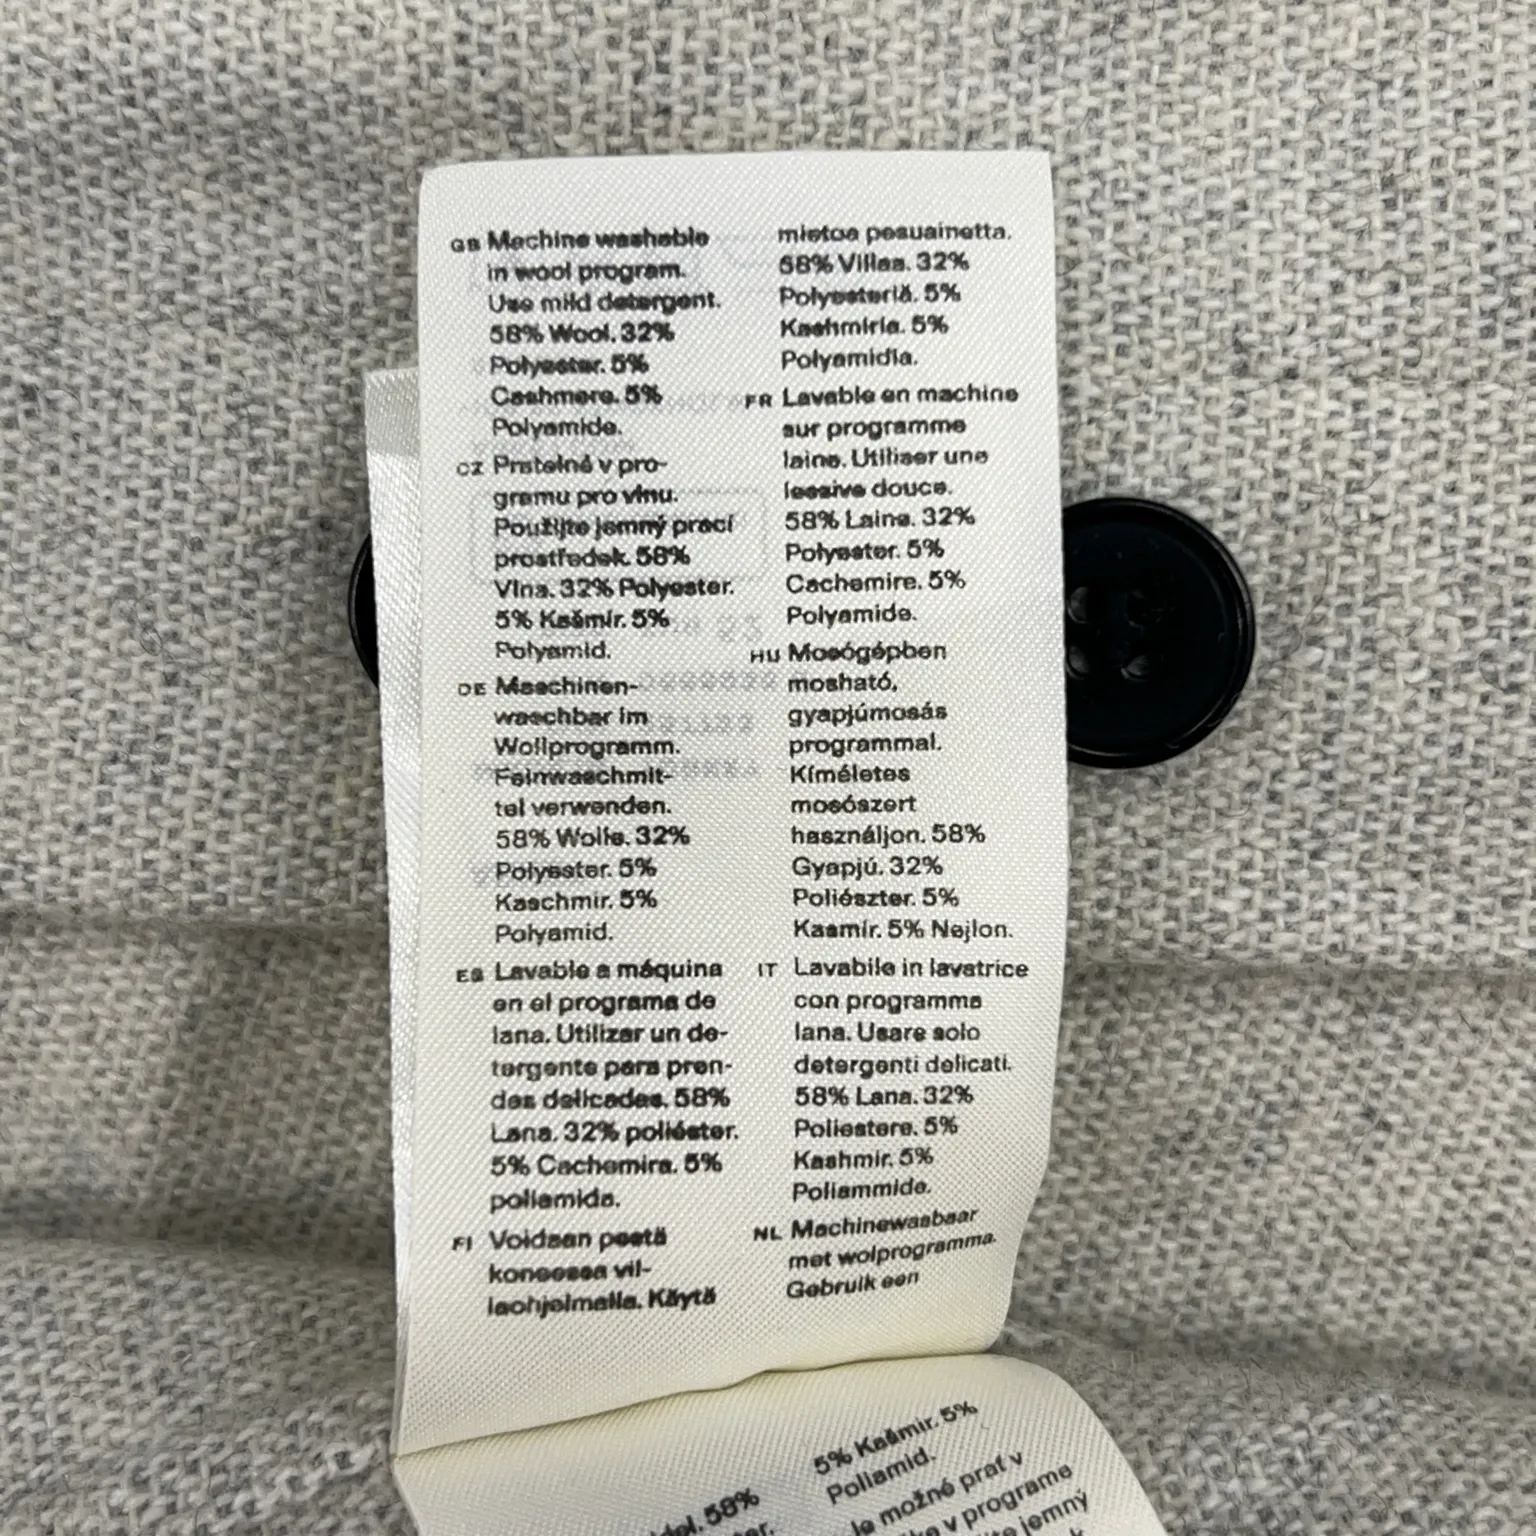 GB Machine washable
in wool program.
Use mild detergent.
58% Wool. 32%
Polyester. 5%
Cashmere. 5%
Polyamide.
CZ Prstelné v pro-
gramu pro vlnu.
Použijte jemný prací
prostředek. 58%
Vlna. 32% Polyester.
5% Kašmír. 5%
Polyamid.
DE Maschinen-
waschbar im
Wollprogramm.
Feinwaschmit-
tel verwenden.
58% Wolle. 32%
Polyester. 5%
Kaschmir. 5%
Polyamid.
ES Lavable a máquina
en el programa de
lana. Utilizar un de-
tergente para pren-
das delicadas. 58%
Lana. 32% poliéster.
5% Cachemira. 5%
poliamida.
FI Voidaan pestä
koneessa vil-
laohjelmalla. Käytä
mietoa pesuainetta.
58% Villaa. 32%
Polyesteriä. 5%
Kashmiria. 5%
Polyamidia.
FR Lavable en machine
sur programme
laine. Utiliser une
lessive douce.
58% Laine. 32%
Polyester. 5%
Cachemire. 5%
Polyamide.
HU Mosógépben
mosható,
gyapjúmosás
programmal.
Kíméletes
mosószert
használjon. 58%
Gyapjú. 32%
Poliészter. 5%
Kasmír. 5% Nejlon.
IT Lavabile in lavatrice
con programma
lana. Usare solo
detergenti delicati.
58% Lana. 32%
Poliestere. 5%
Kashmir. 5%
Poliammide.
NL Machinewasbaar
met wolprogramma.
Gebruik een
58%
5% Kašmír. 5%
Poliamid.
Je možné prať v
v programe
jemný